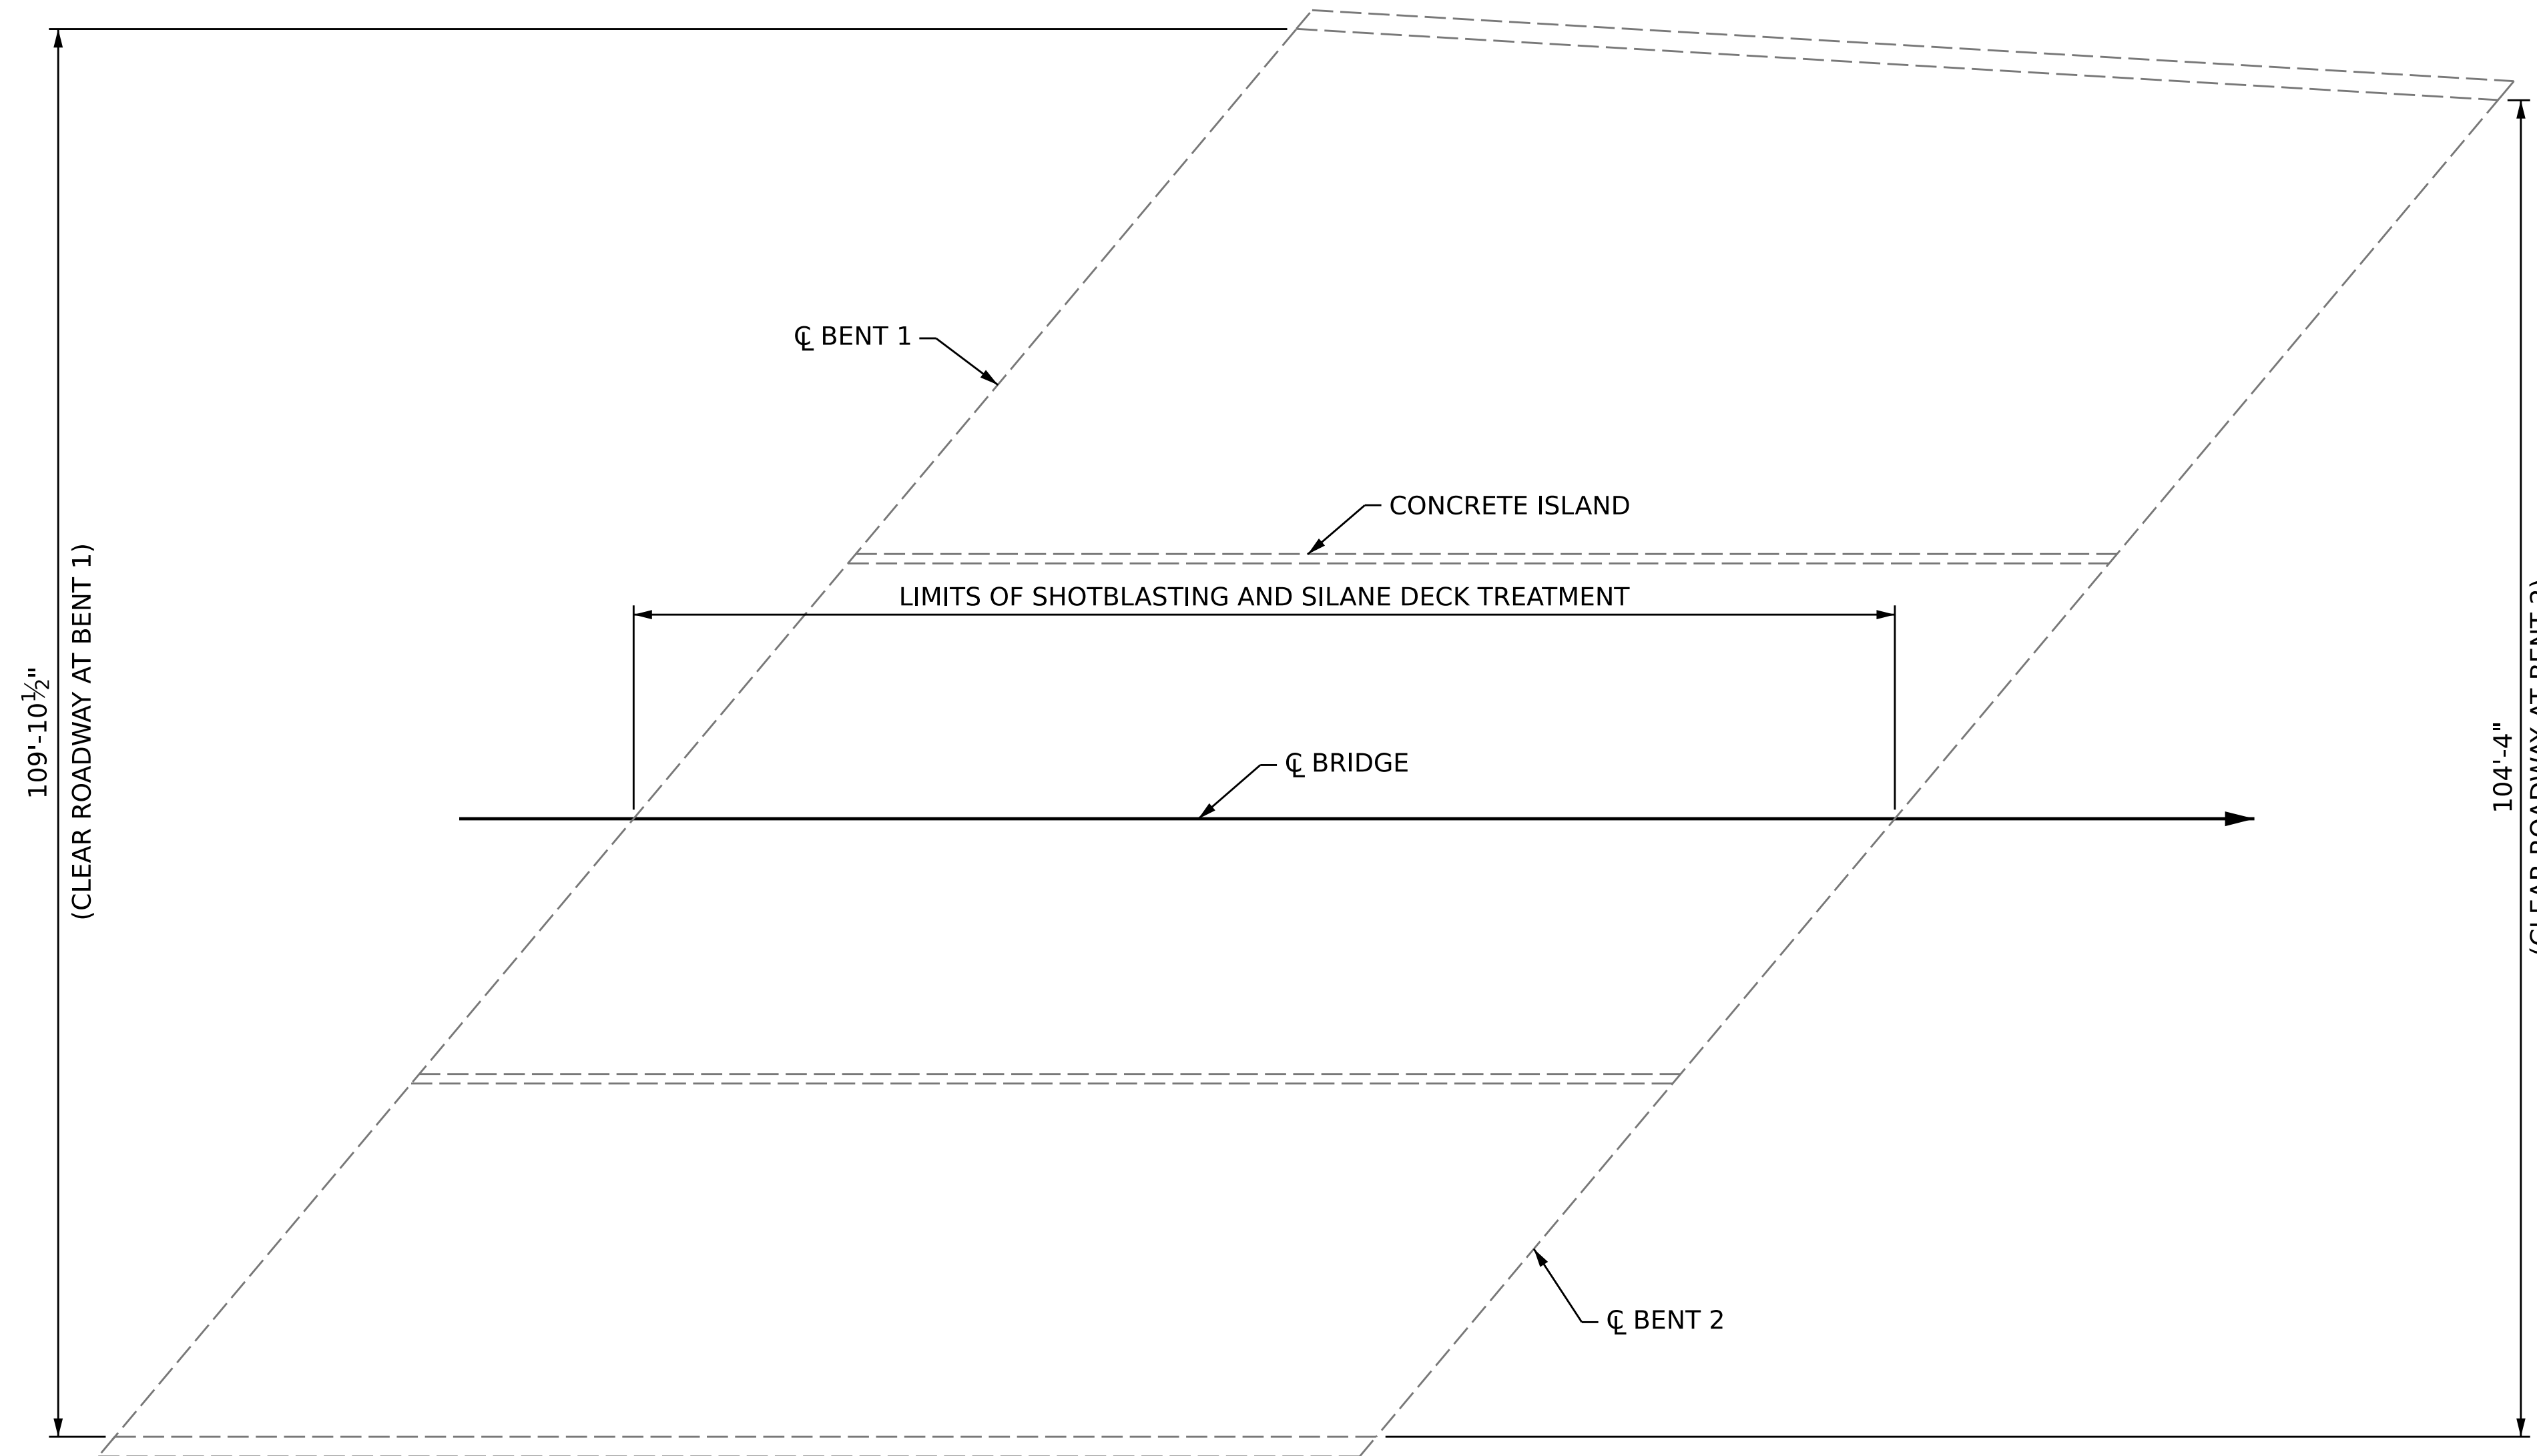 ℄ BENT 1
CONCRETE ISLAND
LIMITS OF SHOTBLASTING AND SILANE DECK TREATMENT
109'-10½"
(CLEAR ROADWAY AT BENT 1)
℄ BRIDGE
104'-4"
℄ BENT 2